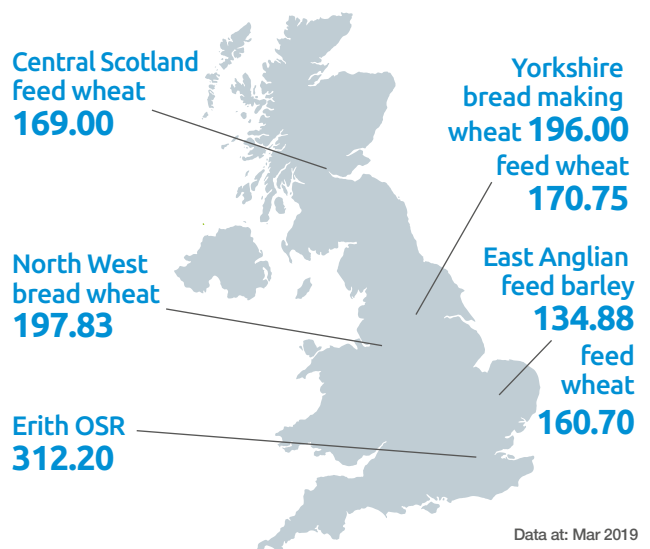 Central Scotland
feed wheat
169.00
Yorkshire
bread making
wheat 196.00
feed wheat
170.75
North West
bread wheat
197.83
East Anglian
feed barley
134.88
feed
wheat
160.70
Erith OSR
312.20
Data at: Mar 2019